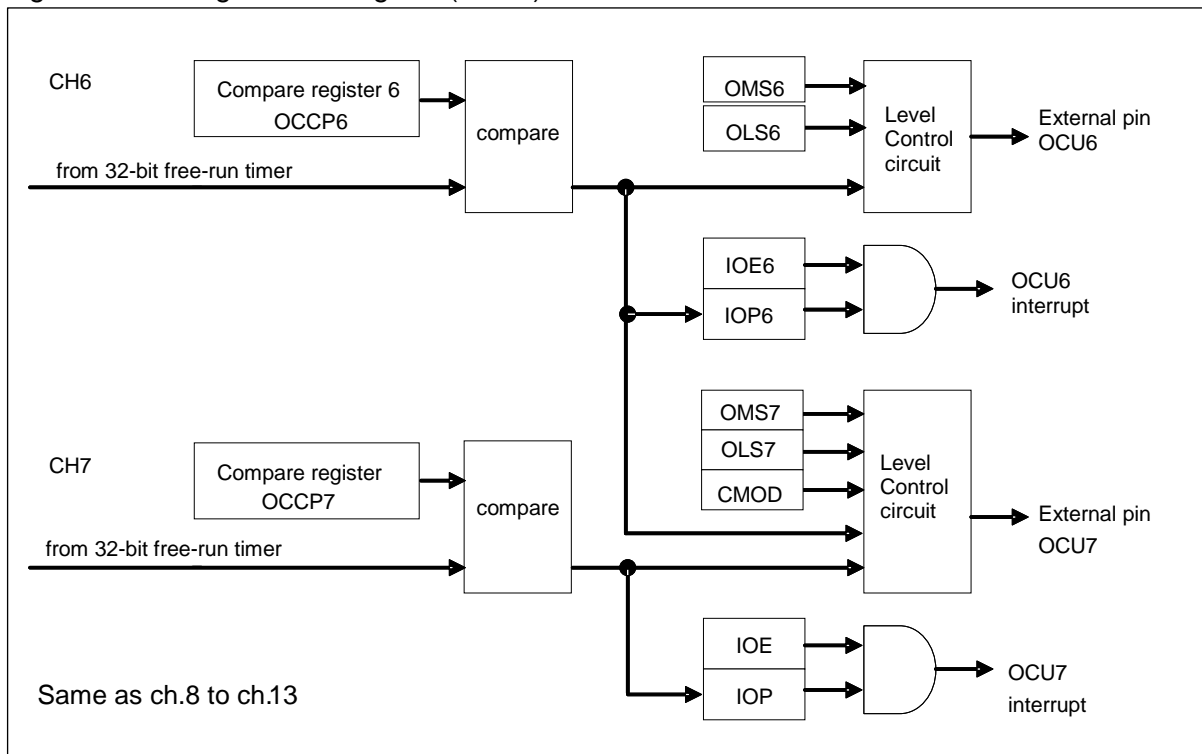 CH6
Compare register 6
OCCP6
compare
from 32-bit free-run timer
OMS6
OLS6
Level
Control
circuit
External pin
OCU6
IOE6
IOP6
OCU6
interrupt
CH7
Compare register
OCCP7
compare
from 32-bit free-run timer
OMS7
OLS7
CMOD
Level
Control
circuit
External pin
OCU7
IOE
IOP
OCU7
interrupt
Same as ch.8 to ch.13